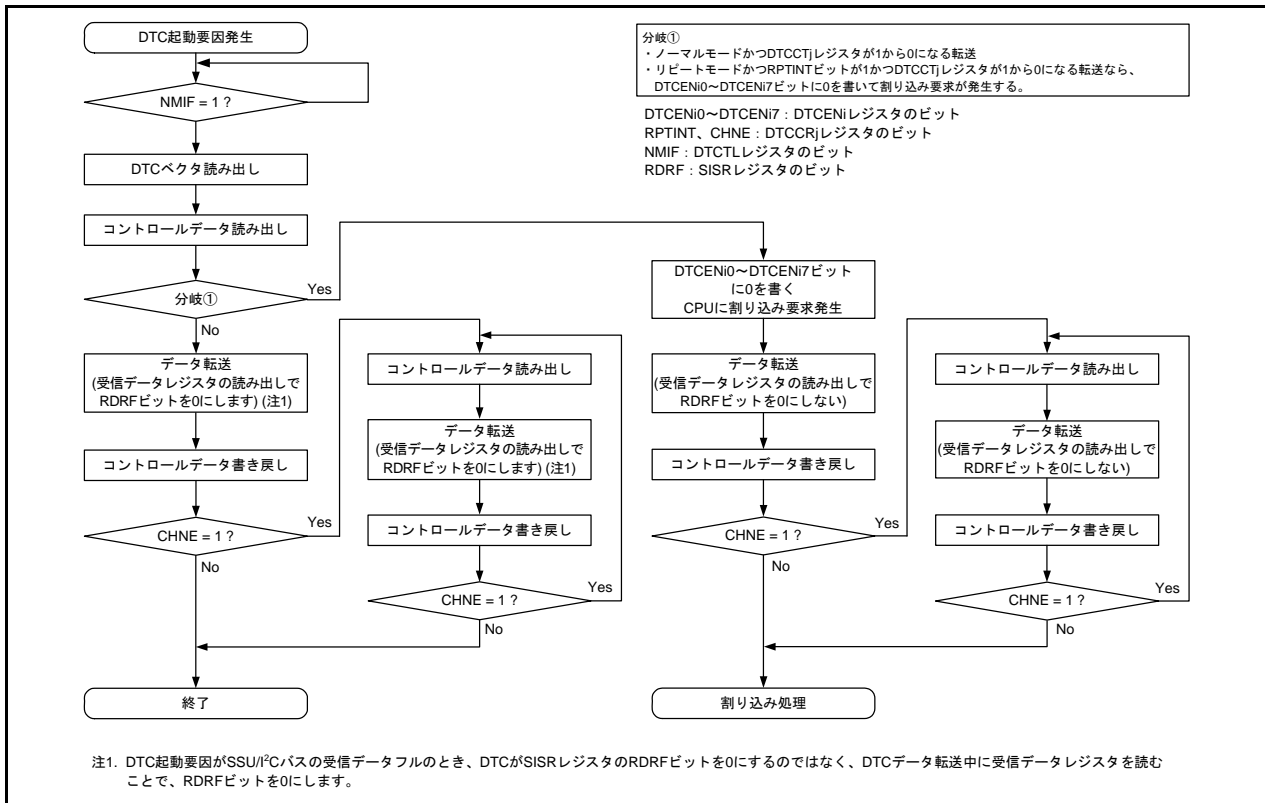 DTC起動要因発生
NMIF = 1 ?
DTCベクタ読み出し
コントロールデータ読み出し
分岐①
Yes
No
データ転送
(受信データレジスタの読み出しで
RDRFビットを0にします) (注1)
コントロールデータ書き戻し
CHNE = 1 ?
Yes
No
終了
コントロールデータ読み出し
データ転送
(受信データレジスタの読み出しで
RDRFビットを0にします) (注1)
コントロールデータ書き戻し
CHNE = 1 ?
Yes
No
分岐①
・ノーマルモードかつDTCCTjレジスタが1から0になる転送
・リピートモードかつRPTINTビットが1かつDTCCTjレジスタが1から0になる転送なら、
DTCENi0～DTCENi7ビットに0を書いて割り込み要求が発生する。
DTCENi0～DTCENi7：DTCENiレジスタのビット
RPTINT、CHNE：DTCCRjレジスタのビット
NMIF：DTCTLレジスタのビット
RDRF：SISRレジスタのビット
DTCENi0～DTCENi7ビット
に0を書く
CPUに割り込み要求発生
データ転送
(受信データレジスタの読み出しで
RDRFビットを0にしない)
コントロールデータ書き戻し
CHNE = 1 ?
Yes
No
割り込み処理
コントロールデータ読み出し
データ転送
(受信データレジスタの読み出しで
RDRFビットを0にしない)
コントロールデータ書き戻し
CHNE = 1 ?
Yes
No
注1. DTC起動要因がSSU/I²Cバスの受信データフルのとき、DTCがSISRレジスタのRDRFビットを0にするのではなく、DTCデータ転送中に受信データレジスタを読む
ことで、RDRFビットを0にします。